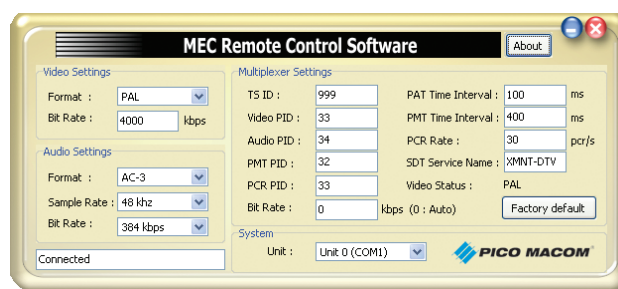 MEC Remote Control Software
About
Video Settings
Format : PAL
Bit Rate : 4000 kbps
Audio Settings
Format : AC-3
Sample Rate : 48 khz
Bit Rate : 384 kbps
Connected
Multiplexer Settings
TS ID : 999 PAT Time Interval : 100 ms
Video PID : 33 PMT Time Interval : 400 ms
Audio PID : 34 PCR Rate : 30 pcr/s
PMT PID : 32 SDT Service Name : XMNT-DTV
PCR PID : 33 Video Status : PAL
Bit Rate : 0 kbps (0 : Auto) Factory default
System
Unit : Unit 0 (COM1)
PICO MACOM